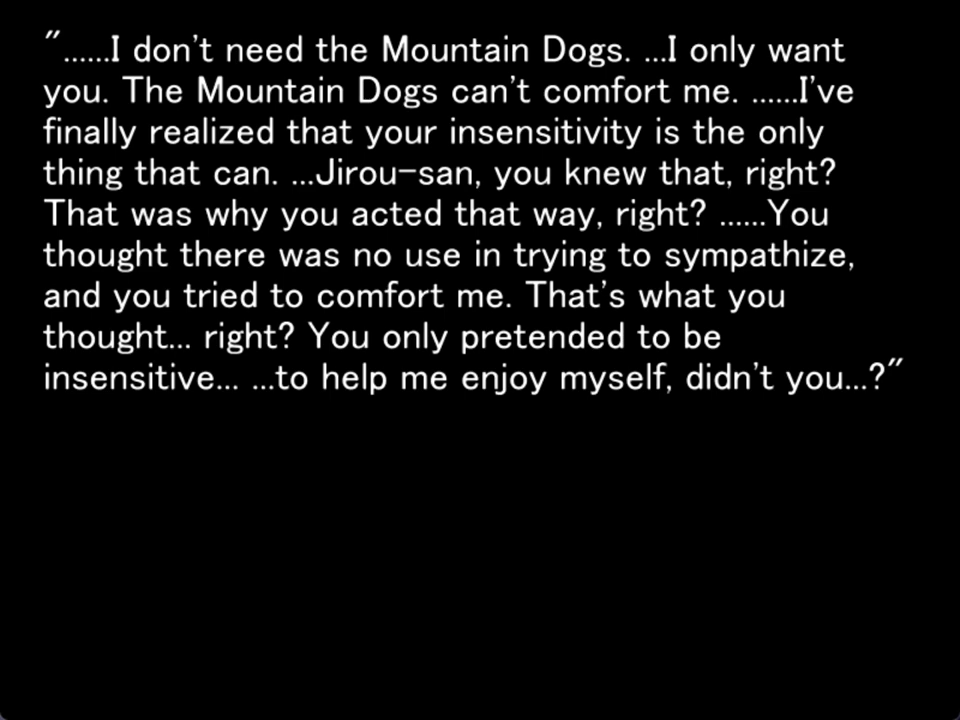 "......I don't need the Mountain Dogs. ...I only want
you. The Mountain Dogs can't comfort me. ......I've
finally realized that your insensitivity is the only
thing that can. ...Jirou-san, you knew that, right?
That was why you acted that way, right? ......You
thought there was no use in trying to sympathize,
and you tried to comfort me. That's what you
thought... right? You only pretended to be
insensitive... ...to help me enjoy myself, didn't you...?"